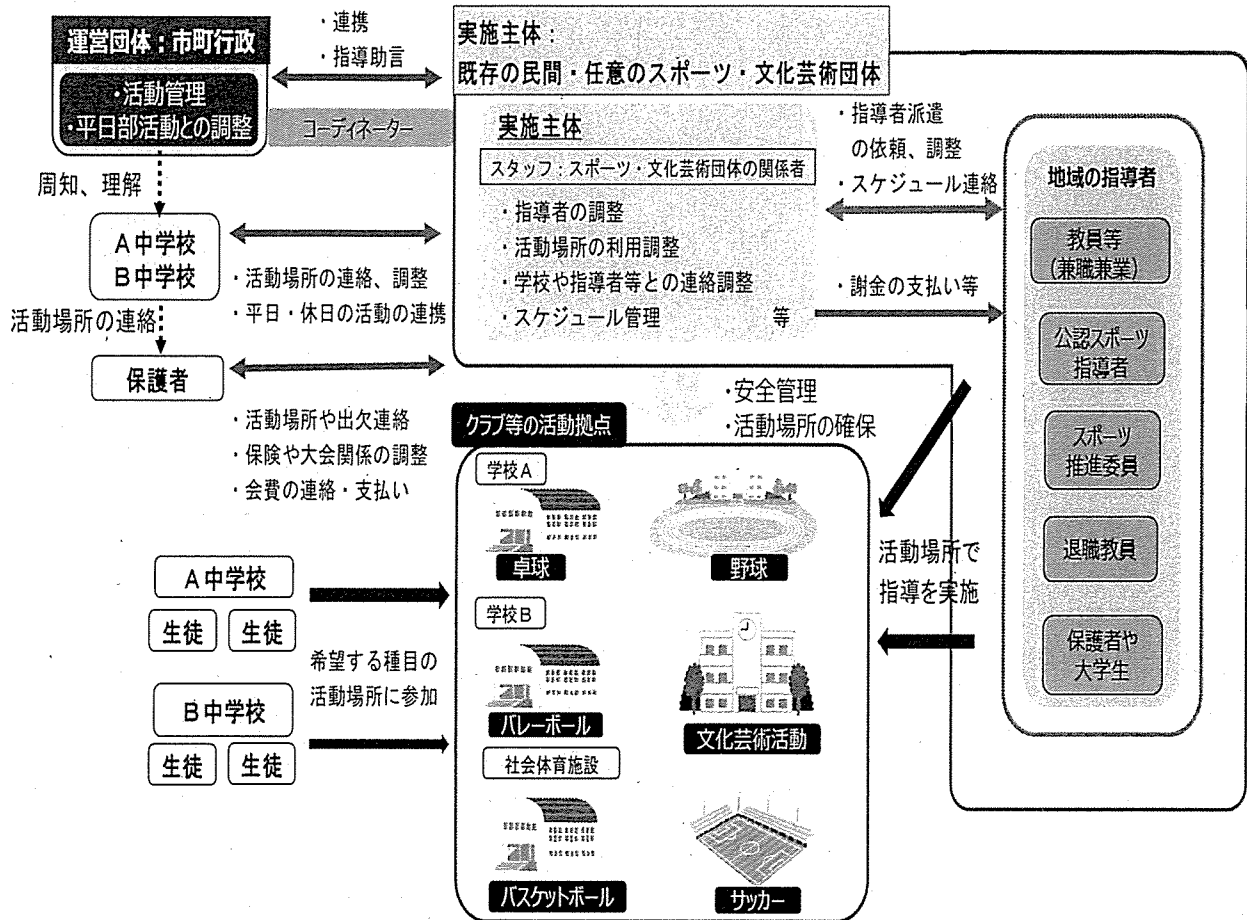 運営団体：市町行政
・活動管理
・平日部活動との調整
・連携
・指導助言
コーディネーター
実施主体：
既存の民間・任意のスポーツ・文化芸術団体
実施主体
スタッフ：スポーツ・文化芸術団体の関係者
・指導者の調整
・活動場所の利用調整
・学校や指導者等との連絡調整
・スケジュール管理 等
・指導者派遣
の依頼、調整
・スケジュール連絡
・謝金の支払い等
地域の指導者
教員等
(兼職兼業)
公認スポーツ
指導者
スポーツ
推進委員
退職教員
保護者や
大学生
周知、理解
A中学校
B中学校
・活動場所の連絡、調整
・平日・休日の活動の連携
活動場所の連絡
保護者
・活動場所や出欠連絡
・保険や大会関係の調整
・会費の連絡・支払い
・安全管理
・活動場所の確保
クラブ等の活動拠点
学校A
卓球
野球
学校B
バレーボール
文化芸術活動
社会体育施設
バスケットボール
サッカー
活動場所で
指導を実施
A中学校
生徒 生徒
希望する種目の
活動場所に参加
B中学校
生徒 生徒